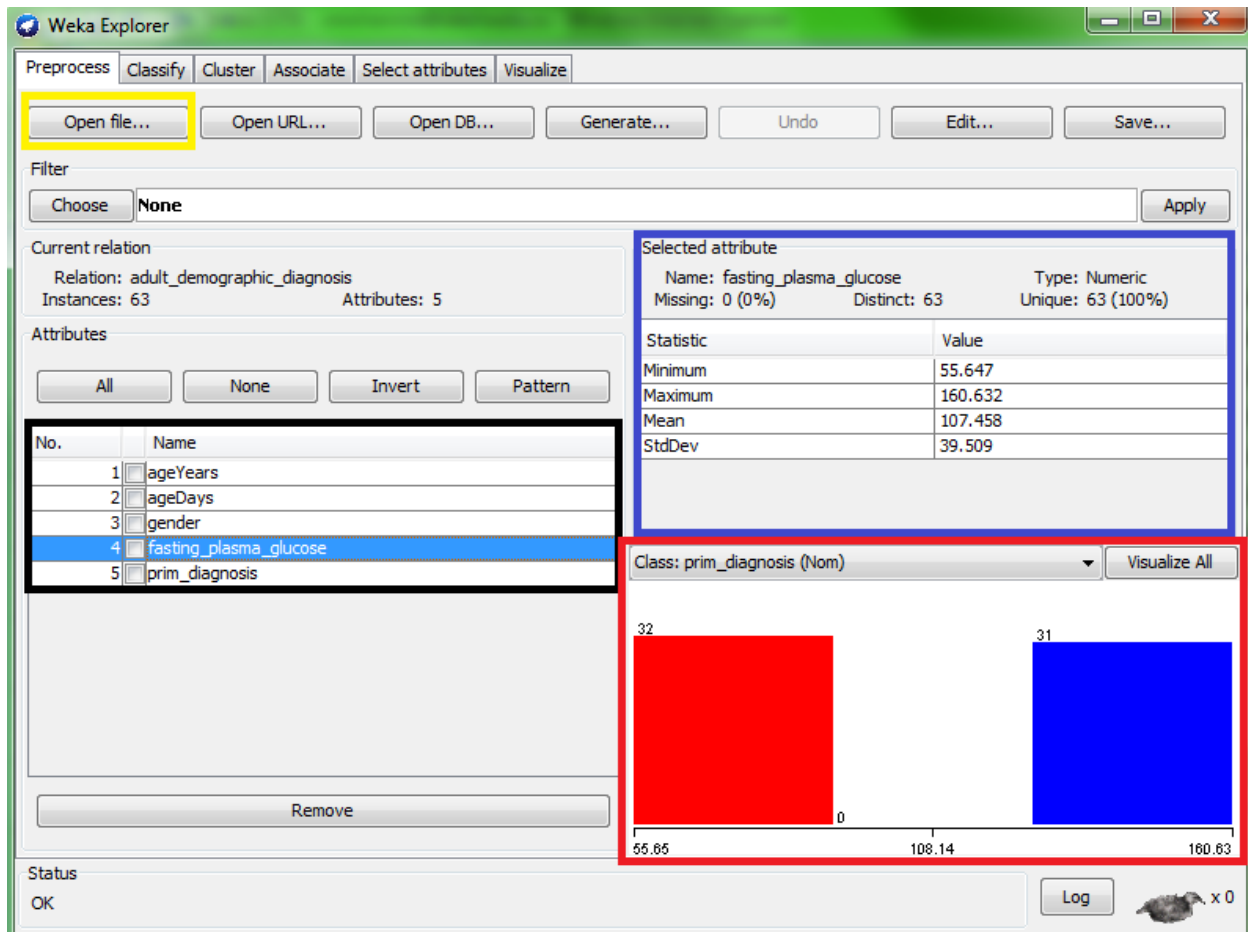 Weka Explorer
Preprocess Classify Cluster Associate Select attributes Visualize
Open file... Open URL... Open DB... Generate... Undo Edit... Save...
Filter
Choose None Apply
Current relation
Relation: adult_demographic_diagnosis
Instances: 63 Attributes: 5
Attributes
All None Invert Pattern
No. Name
1 ageYears
2 ageDays
3 gender
4 fasting_plasma_glucose
5 prim_diagnosis
Remove
Selected attribute
Name: fasting_plasma_glucose Type: Numeric
Missing: 0 (0%) Distinct: 63 Unique: 63 (100%)
Statistic Value
Minimum 55.647
Maximum 160.632
Mean 107.458
StdDev 39.509
Class: prim_diagnosis (Nom) Visualize All
32 31
0
55.65 108.14 160.63
Status
OK Log x 0